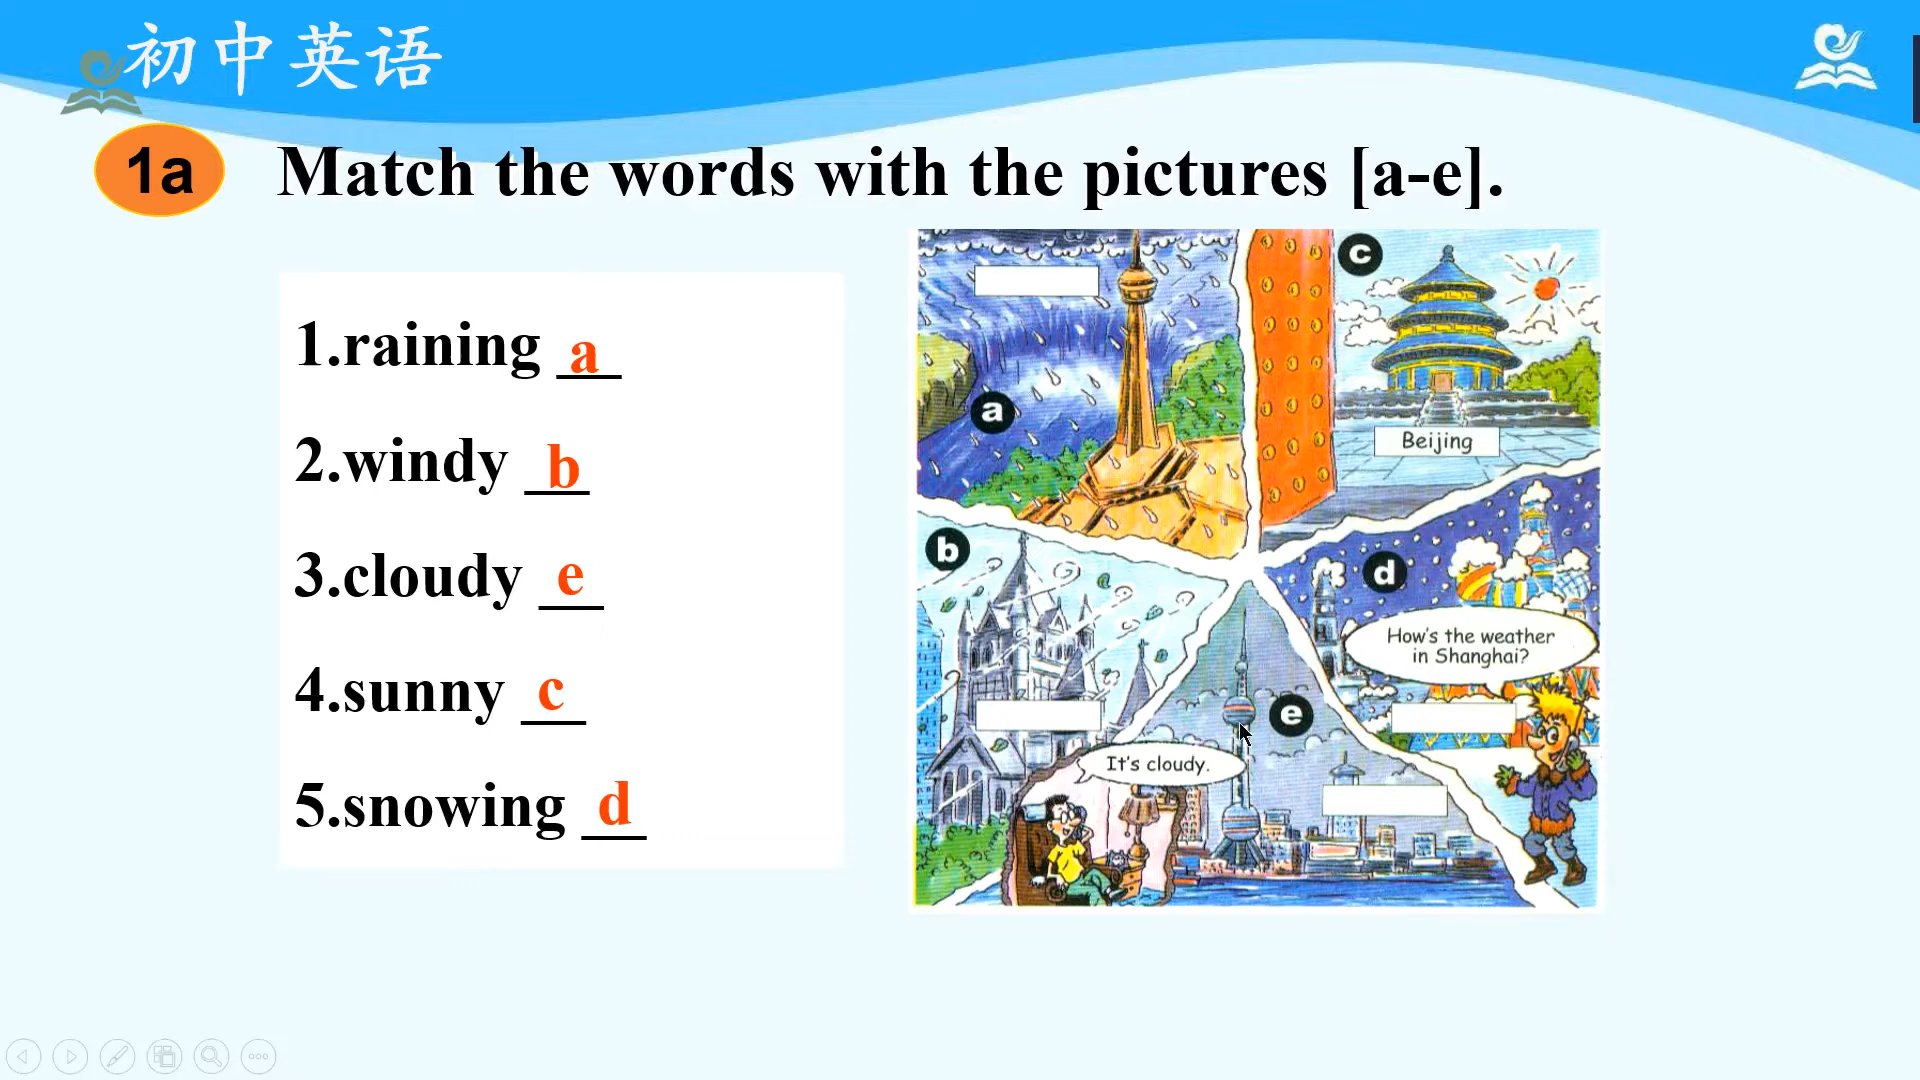 初中英语
1a Match the words with the pictures [a-e].
1.raining a
2.windy b
3.cloudy e
4.sunny c
5.snowing d
a
c
Beijing
b
d
How's the weather
in Shanghai?
e
It's cloudy.